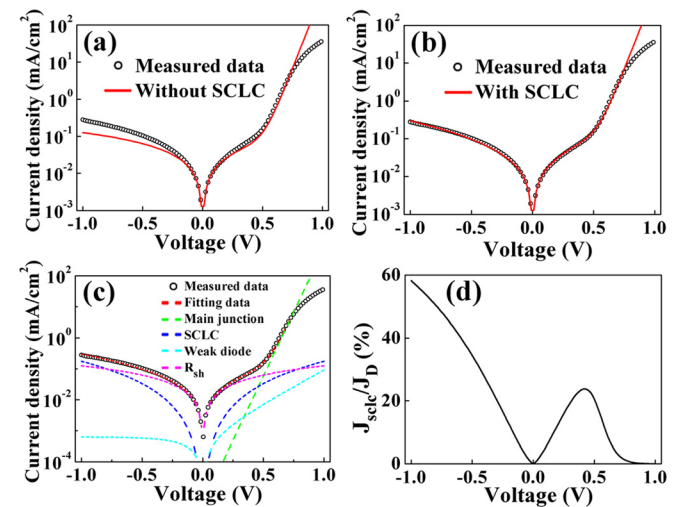 (a)
Measured data
Without SCLC
Current density (mA/cm²)
10² 10¹ 10⁰ 10⁻¹ 10⁻² 10⁻³
-1.0 -0.5 0.0 0.5 1.0
Voltage (V)
(b)
Measured data
With SCLC
Current density (mA/cm²)
10² 10¹ 10⁰ 10⁻¹ 10⁻² 10⁻³
-1.0 -0.5 0.0 0.5 1.0
Voltage (V)
(c)
Measured data
Fitting data
Main junction
SCLC
Weak diode
R_sh
Current density (mA/cm²)
10² 10⁰ 10⁻² 10⁻⁴
-1.0 -0.5 0.0 0.5 1.0
Voltage (V)
(d)
J_sclc/J_D (%)
60 40 20 0
-1.0 -0.5 0.0 0.5 1.0
Voltage (V)